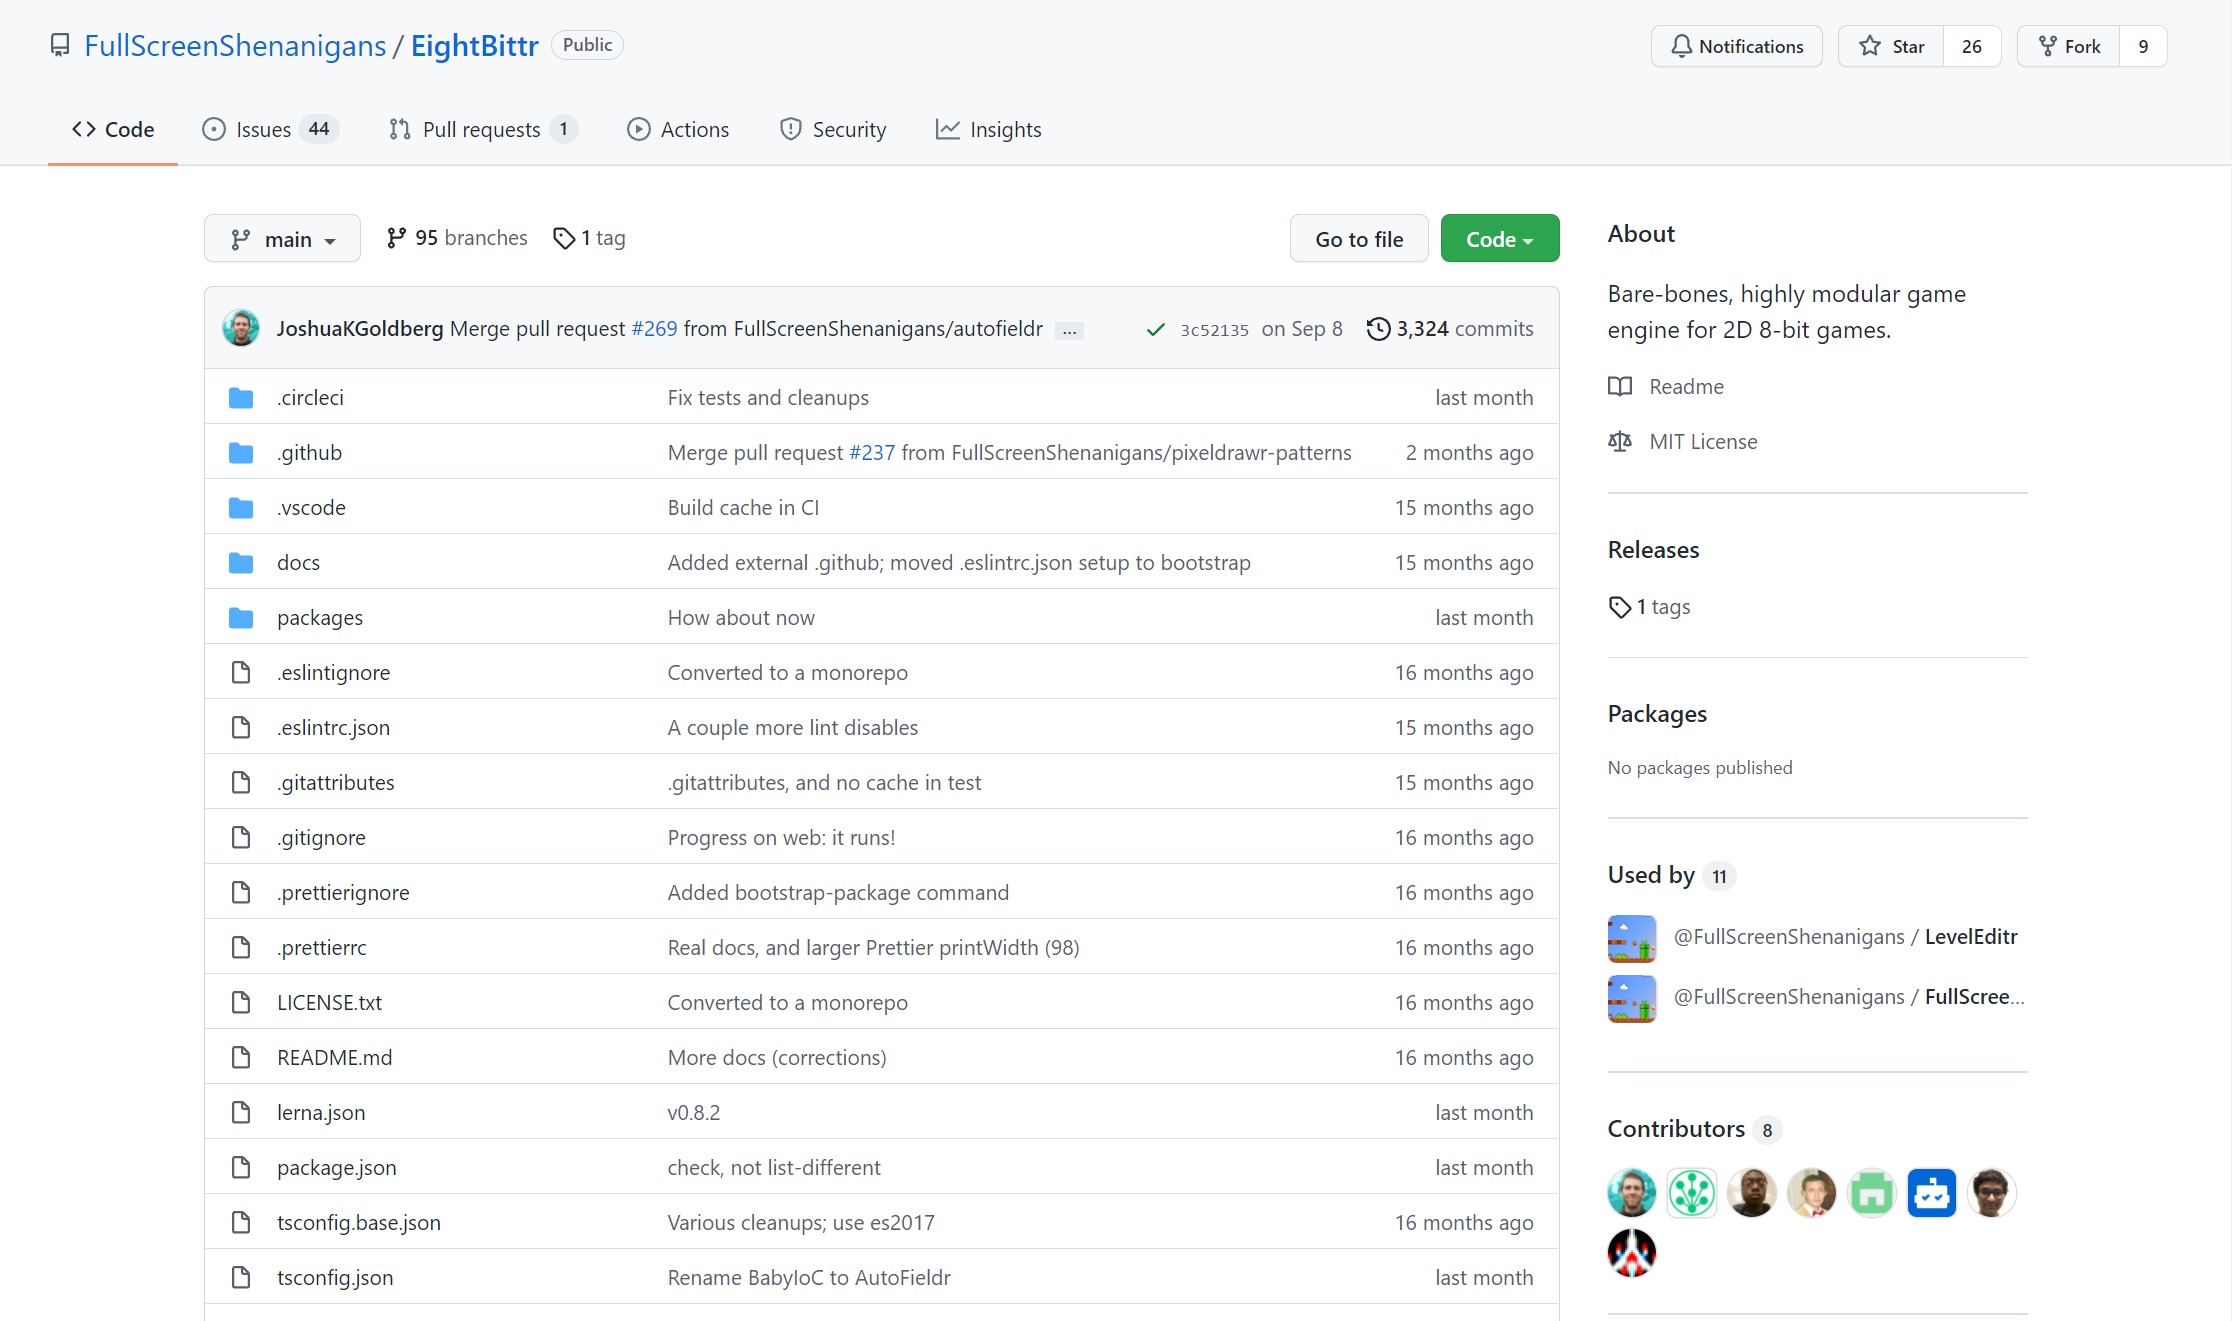 FullScreenShenanigans / EightBittr Public
Notifications Star 26 Fork 9
Code Issues 44 Pull requests 1 Actions Security Insights
main 95 branches 1 tag Go to file Code
JoshuaKGoldberg Merge pull request #269 from FullScreenShenanigans/autofieldr ... 3c52135 on Sep 8 3,324 commits
.circleci Fix tests and cleanups last month
.github Merge pull request #237 from FullScreenShenanigans/pixeldrawr-patterns 2 months ago
.vscode Build cache in CI 15 months ago
docs Added external .github; moved .eslintrc.json setup to bootstrap 15 months ago
packages How about now last month
.eslintignore Converted to a monorepo 16 months ago
.eslintrc.json A couple more lint disables 15 months ago
.gitattributes .gitattributes, and no cache in test 15 months ago
.gitignore Progress on web: it runs! 16 months ago
.prettierignore Added bootstrap-package command 16 months ago
.prettierrc Real docs, and larger Prettier printWidth (98) 16 months ago
LICENSE.txt Converted to a monorepo 16 months ago
README.md More docs (corrections) 16 months ago
lerna.json v0.8.2 last month
package.json check, not list-different last month
tsconfig.base.json Various cleanups; use es2017 16 months ago
tsconfig.json Rename BabyIoC to AutoFieldr last month
About
Bare-bones, highly modular game
engine for 2D 8-bit games.
Readme
MIT License
Releases
1 tags
Packages
No packages published
Used by 11
@FullScreenShenanigans / LevelEditr
@FullScreenShenanigans / FullScree...
Contributors 8